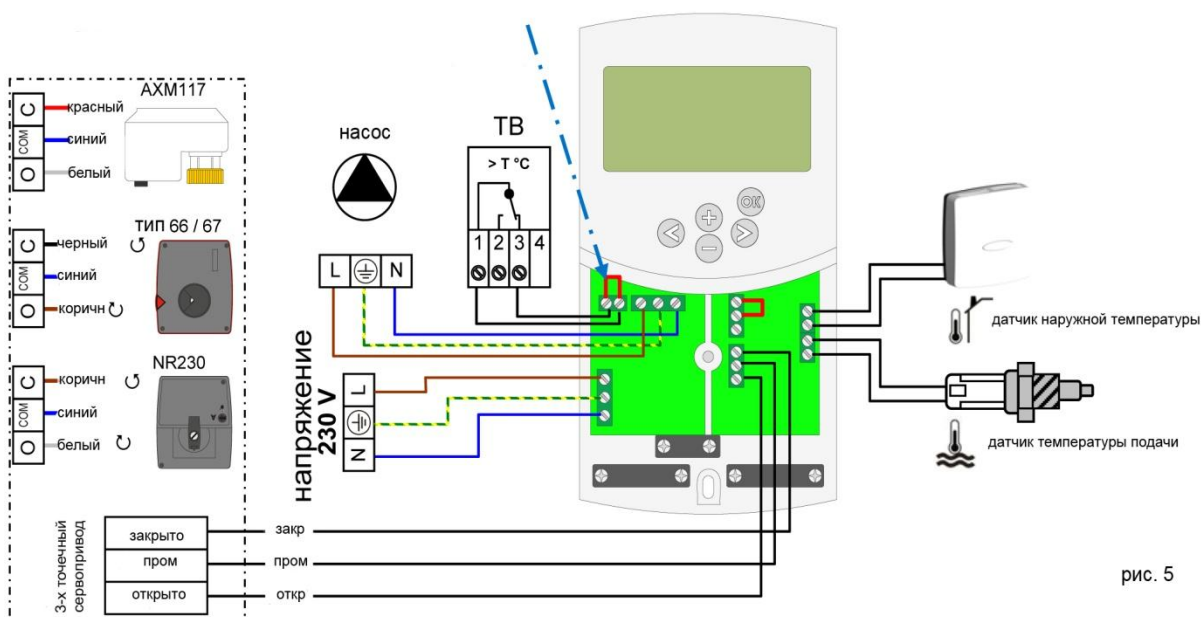 AXM117
C
красный
COM
синий
O
белый
тип 66 / 67
C
черный
COM
синий
O
коричн
NR230
C
коричн
COM
синий
O
белый
3-х точечный
сервопривод
закрыто
пром
открыто
закр
пром
откр
насос
L
N
ТВ
> T °C
1 2 3 4
напряжение
230 V
L
N
OK
датчик наружной температуры
датчик температуры подачи
рис. 5